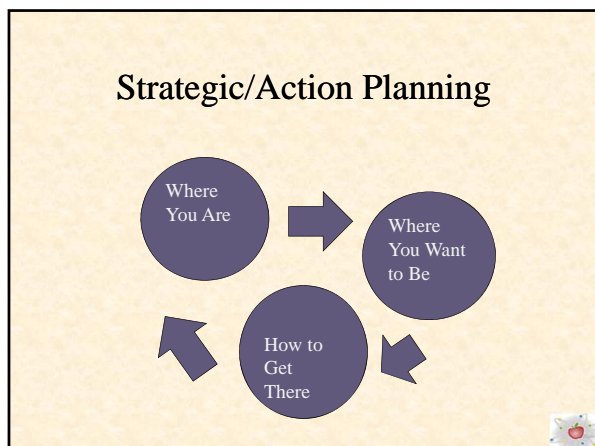 Strategic/Action Planning
Where
You Are
Where
You Want
to Be
How to
Get
There